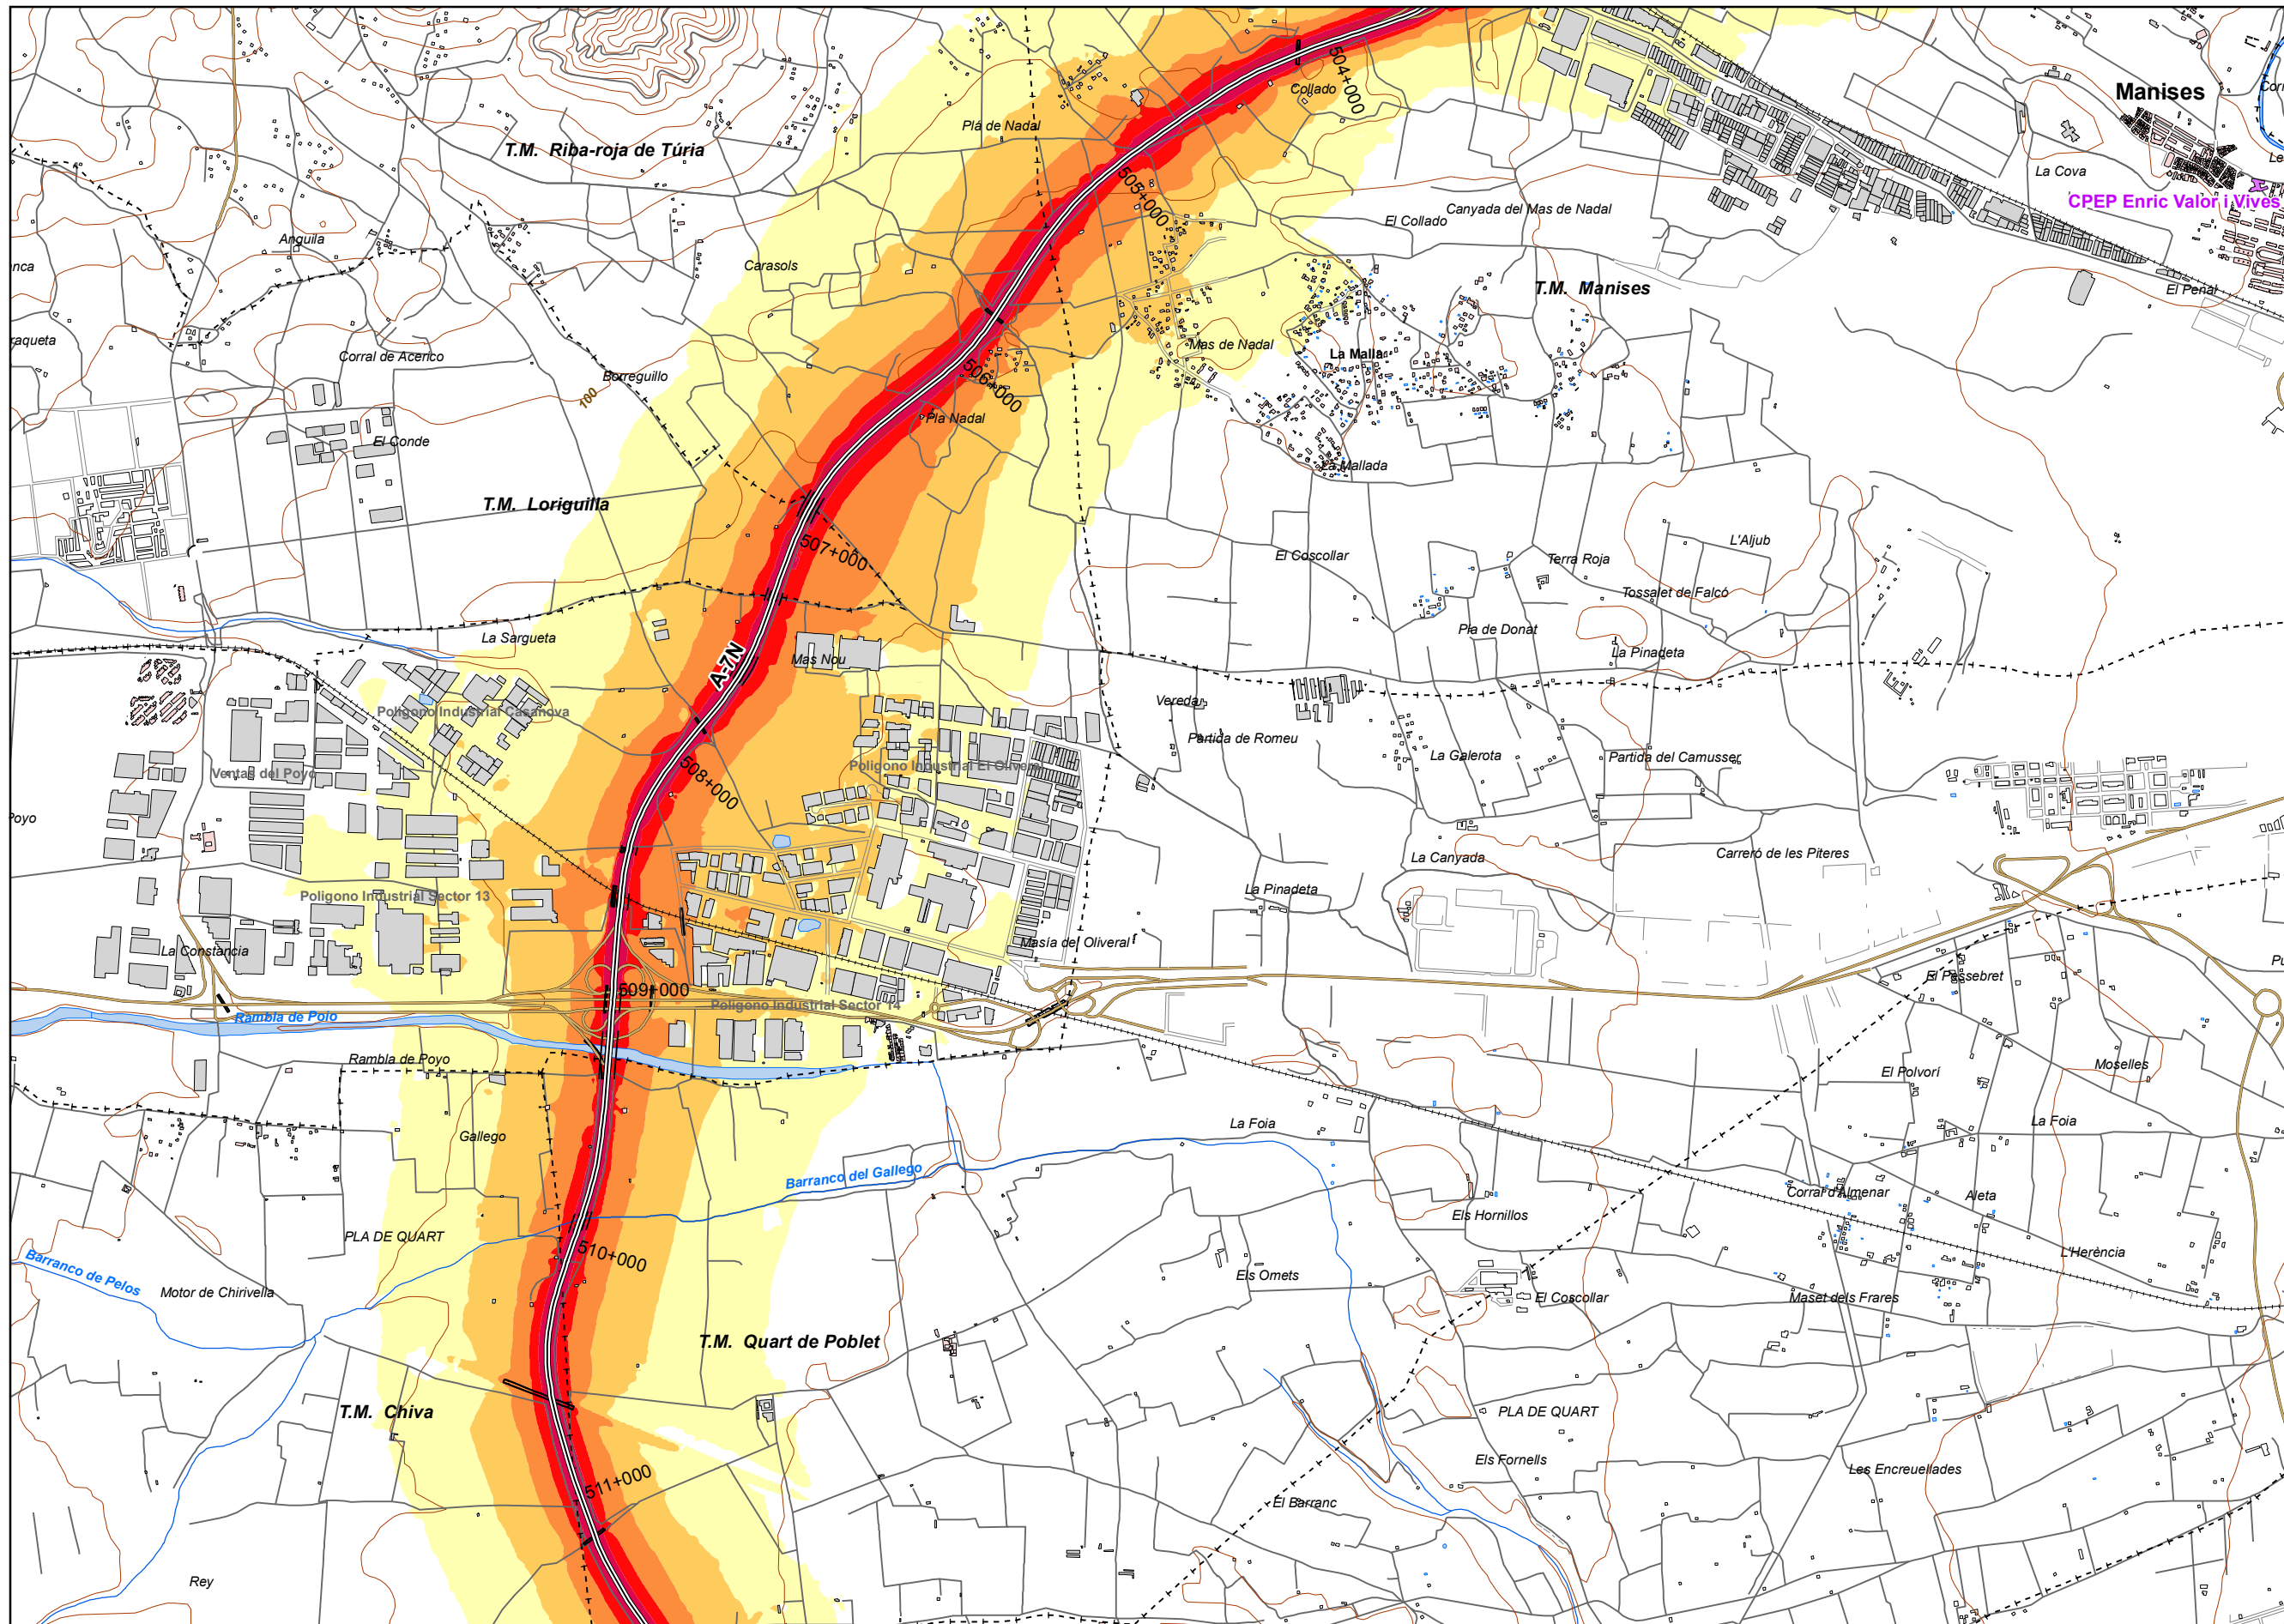 504+000
Collado
Manises
Plá de Nadal
T.M. Riba-roja de Túria
La Cova
505+000
CPEP Enric Valor i Vives
Canyada del Mas de Nadal
El Collado
Anguila
Carasols
T.M. Manises
El Penal
Mas de Nadal
La Malla
Corral de Acerico
Borreguillo
506+000
100
Pla Nadal
El Conde
La Mallada
T.M. Loriguilla
507+000
L'Aljub
El Coscollar
Terra Roja
Tossalet de Falcó
Pla de Donat
La Sargueta
La Pinadeta
Mas Nou
A-7N
Vereda
Poligono Industrial Casanova
Partida de Romeu
La Galerota
Partida del Camusser
Poligono Industrial El Oliveral
Ventas del Poyo
508+000
Poyo
Carreró de les Piteres
La Canyada
La Pinadeta
Poligono Industrial Sector 13
Masía del Oliveral
La Constancia
El Passebret
509+000
Poligono Industrial Sector 14
Rambla de Poio
Rambla de Poyo
Moselles
El Polvorí
La Foia
La Foia
Gallego
Barranco del Gallego
Corral d'Almenar
Aleta
Els Hornillos
PLA DE QUART
510+000
L'Herència
Barranco de Pelos
Els Omets
Motor de Chirivella
El Coscollar
Maset dels Frares
T.M. Quart de Poblet
T.M. Chiva
PLA DE QUART
Els Fornells
Les Encreuellades
511+000
El Barranc
Rey